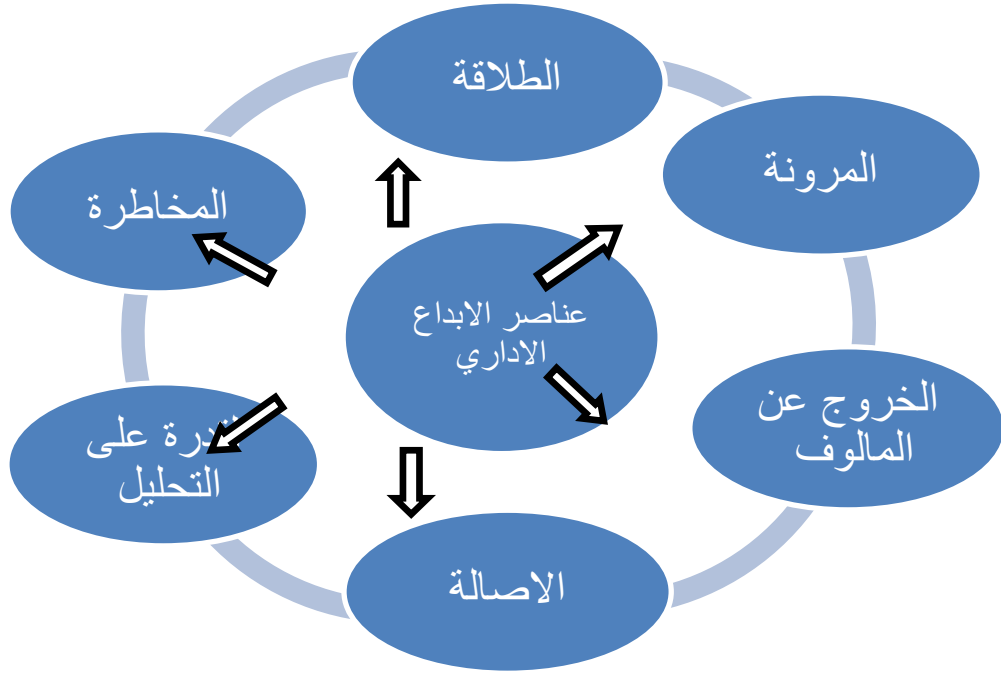 الطلاقة
المرونة
المخاطرة
عناصر الابداع
الاداري
الخروج عن
المالوف
على
التحليل
الاصالة